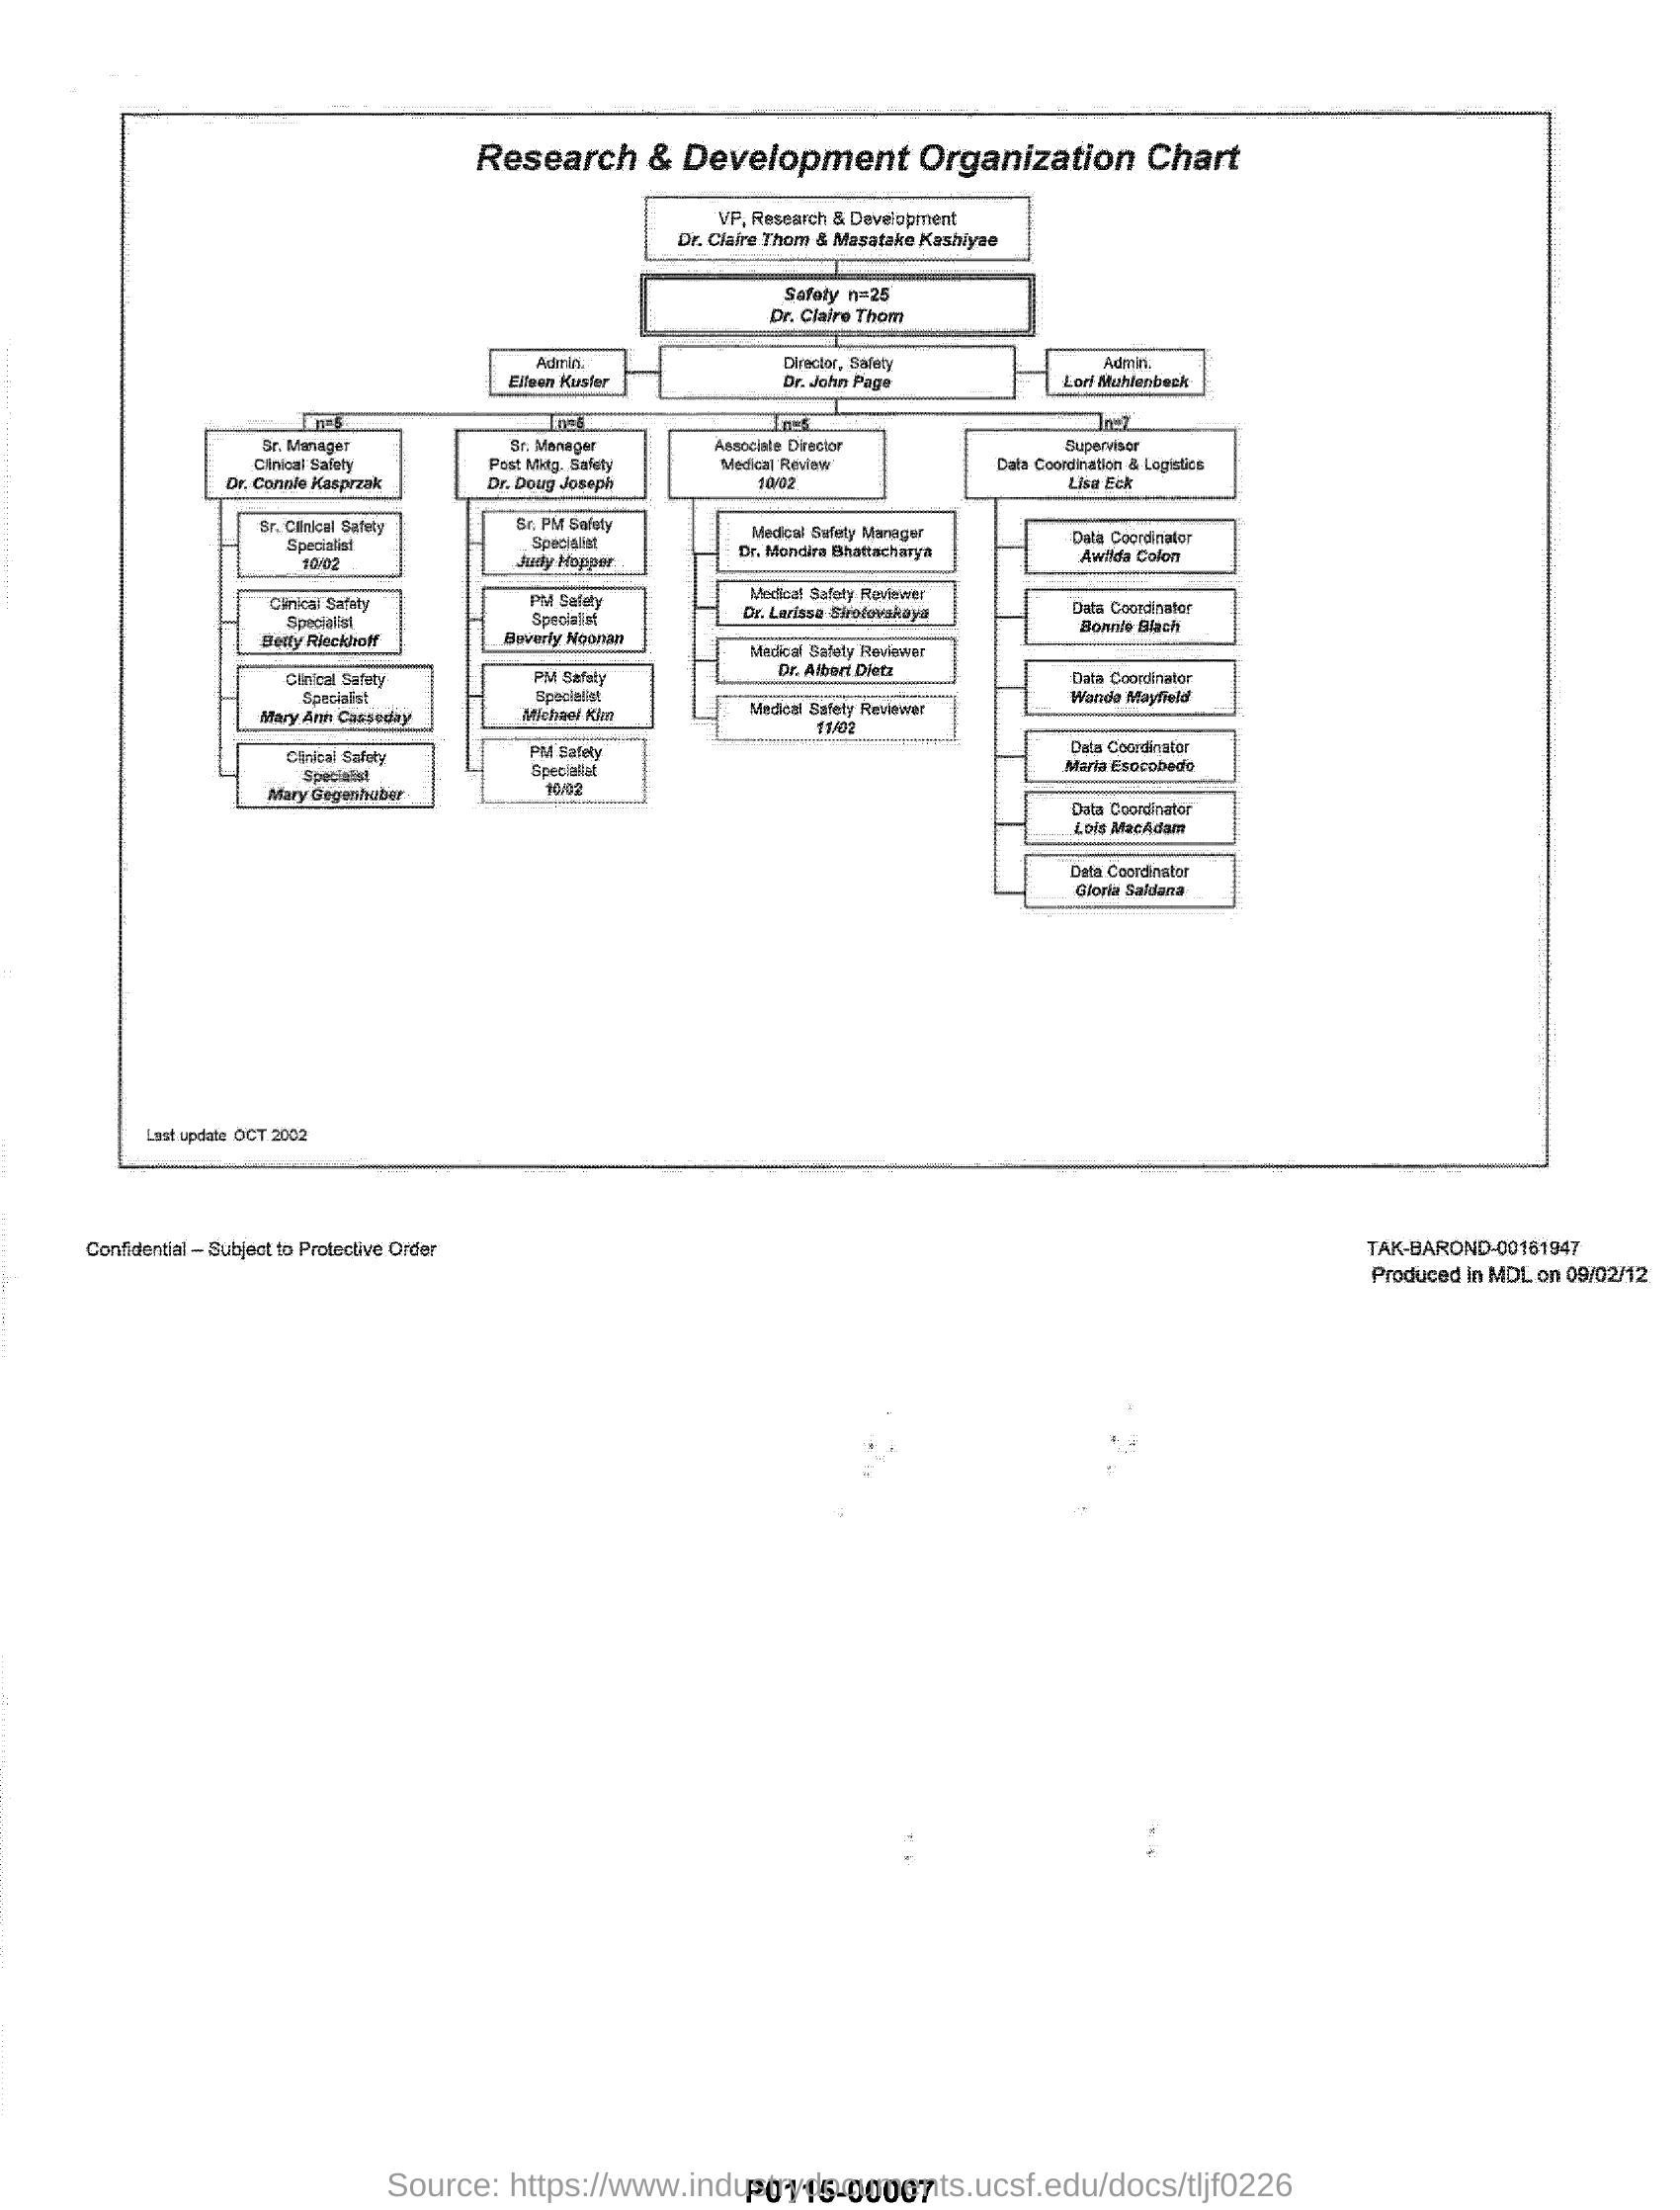 Research & Development Organization Chart
VP, Research & Development
Dr. Claire Thom & Masatake Kashiyae
Safety n=25
Dr. Claire Thom
Admin.
Eileen Kusler
Director, Safety
Dr. John Page
Admin.
Lori Muhlenbeck
n=5
Sr. Manager
Clinical Safety
Dr. Connie Kasprzak
Sr. Clinical Safety
Specialist
10/02
Clinical Safety
Specialist
Betty Rieckhoff
Clinical Safety
Specialist
Mary Ann Casseday
Clinical Safety
Specialist
Mary Gegenhuber
Sr. Manager
Post Mktg. Safety
Dr. Doug Joseph
Sr. PM Safety
Specialist
Judy Hopper
PM Safety
Specialist
Beverly Noonan
PM Safety
Specialist
Michael Kim
PM Safety
Specialist
10/02
n=5
Associate Director
Medical Review
10/02
Medical Safety Manager
Dr. Mondira Bhattacharya
Medical Safety Reviewer
Dr. Larissa Sirotovskaya
Medical Safety Reviewer
Dr. Albert Dietz
Medical Safety Reviewer
11/02
n=7
Supervisor
Data Coordination & Logistics
Lisa Eck
Data Coordinator
Awilda Colon
Data Coordinator
Bonnie Blach
Data Coordinator
Wanda Mayfield
Data Coordinator
Maria Esocobedo
Data Coordinator
Lois MacAdam
Data Coordinator
Gloria Saldana
Last update OCT 2002
Confidential – Subject to Protective Order
TAK-BAROND-00161947
Produced in MDL on 09/02/12
Source: https://www.industrydocuments.ucsf.edu/docs/tljf0226
P0115-00007